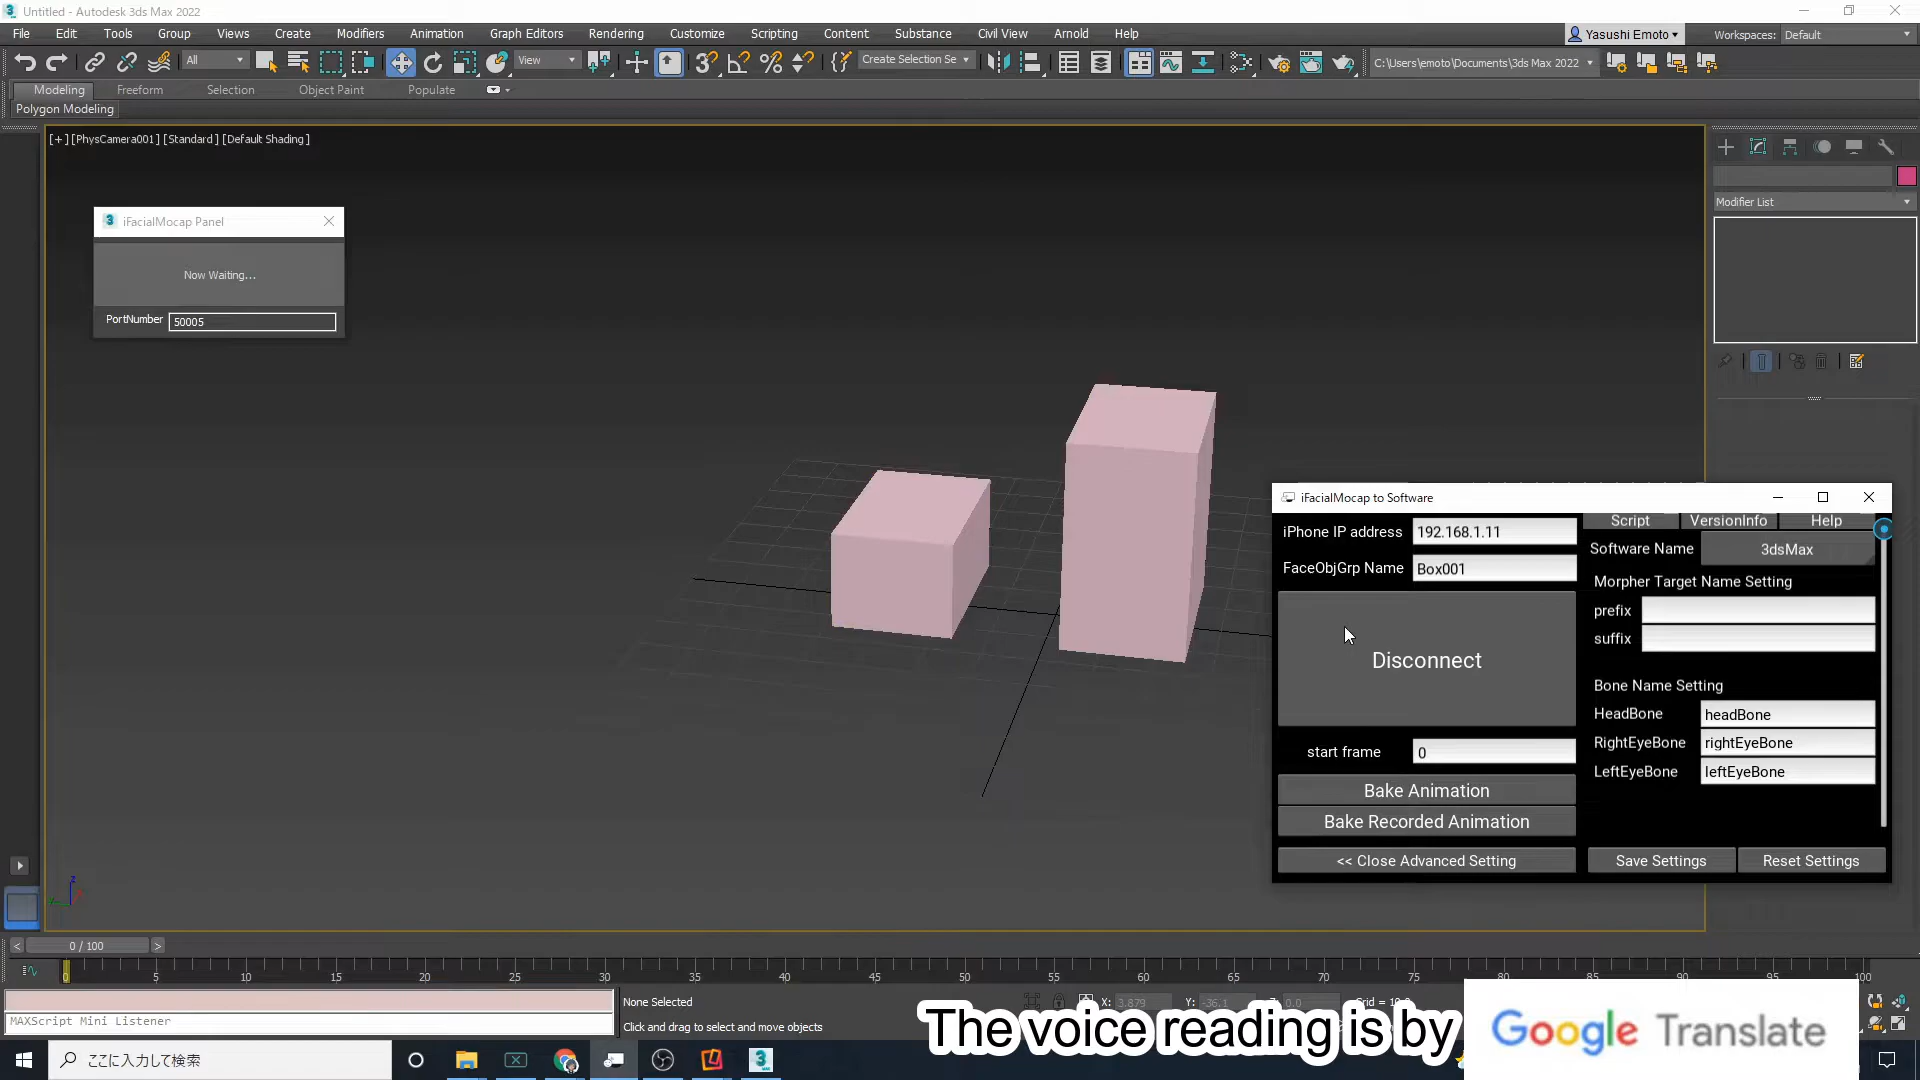 Untitled - Autodesk 3ds Max 2022
File Edit Tools Group Views Create Modifiers Animation Graph Editors Rendering Customize Scripting Content Substance Civil View Arnold Help
Yasushi Emoto
Workspaces: Default
All
View
Create Selection Se
C:\Users\emoto\Documents\3ds Max 2022
Modeling Freeform Selection Object Paint Populate
Polygon Modeling
[+] [PhysCamera001] [Standard] [Default Shading]
Modifier List
iFacialMocap Panel
Now Waiting...
PortNumber 50005
iFacialMocap to Software
iPhone IP address 192.168.1.11
FaceObjGrp Name Box001
Disconnect
start frame 0
Bake Animation
Bake Recorded Animation
<< Close Advanced Setting
Script VersionInfo Help
Software Name 3dsMax
Morpher Target Name Setting
prefix
suffix
Bone Name Setting
HeadBone headBone
RightEyeBone rightEyeBone
LeftEyeBone leftEyeBone
Save Settings Reset Settings
z
< 0 / 100 >
0 5 10 15 20 25 30 35 40 45 50 55 60 65 70 75 80 85 90 95 100
MAXScript Mini Listener
None Selected
Click and drag to select and move objects
X: 3.879 Y: -36.1
The voice reading is by
Google Translate
ここに入力して検索